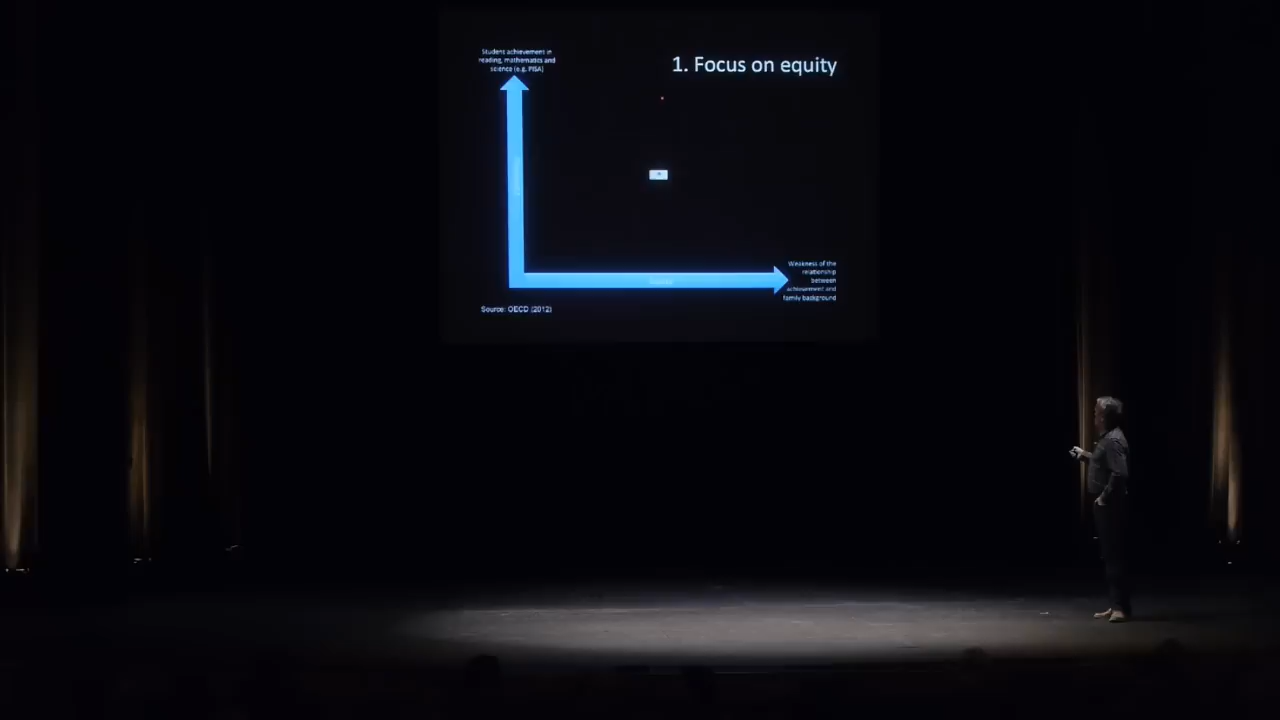 Student achievement in
reading, mathematics and
science (e.g. PISA)
1. Focus on equity
Weakness of the
relationship
between
achievement and
family background
Source: OECD (2012)